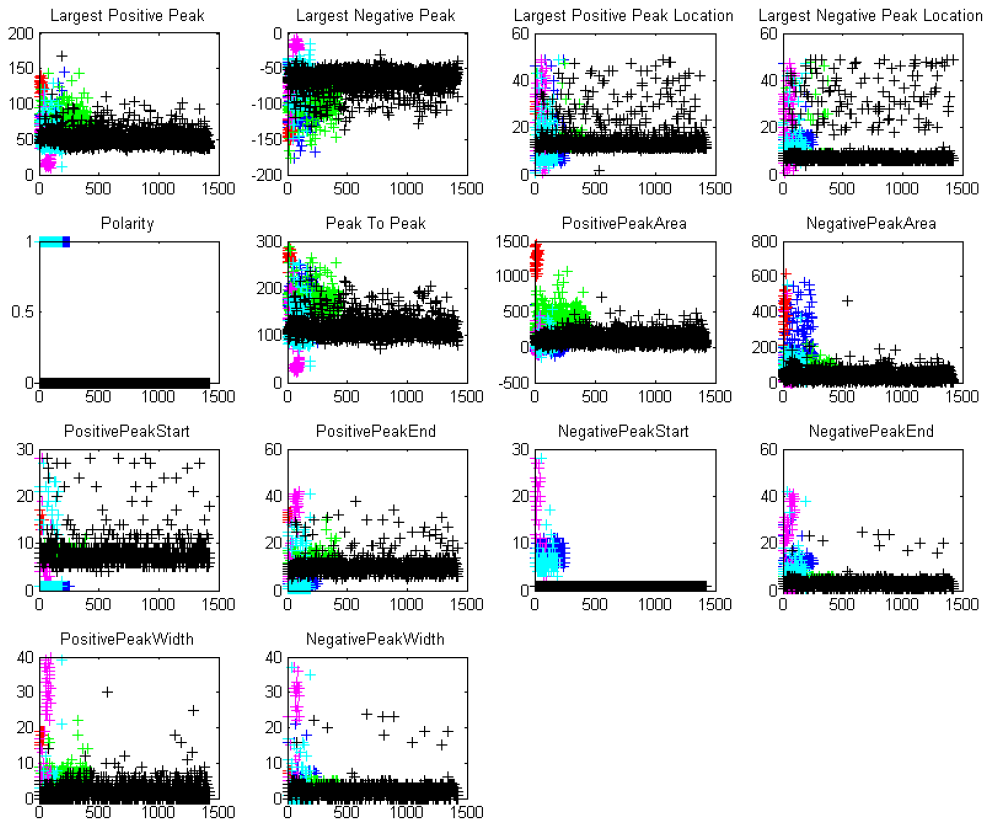 Largest Positive Peak
200
150
100
50
0
0 500 1000 1500
Largest Negative Peak
0
-50
-100
-150
-200
0 500 1000 1500
Largest Positive Peak Location
60
40
20
0
0 500 1000 1500
Largest Negative Peak Location
60
40
20
0
0 500 1000 1500
Polarity
1
0.5
0
0 500 1000 1500
Peak To Peak
300
200
100
0
0 500 1000 1500
PositivePeakArea
1500
1000
500
0
-500
0 500 1000 1500
NegativePeakArea
800
600
400
200
0
0 500 1000 1500
PositivePeakStart
30
20
10
0
0 500 1000 1500
PositivePeakEnd
60
40
20
0
0 500 1000 1500
NegativePeakStart
30
20
10
0
0 500 1000 1500
NegativePeakEnd
60
40
20
0
0 500 1000 1500
PositivePeakWidth
40
30
20
10
0
0 500 1000 1500
NegativePeakWidth
40
30
20
10
0
0 500 1000 1500